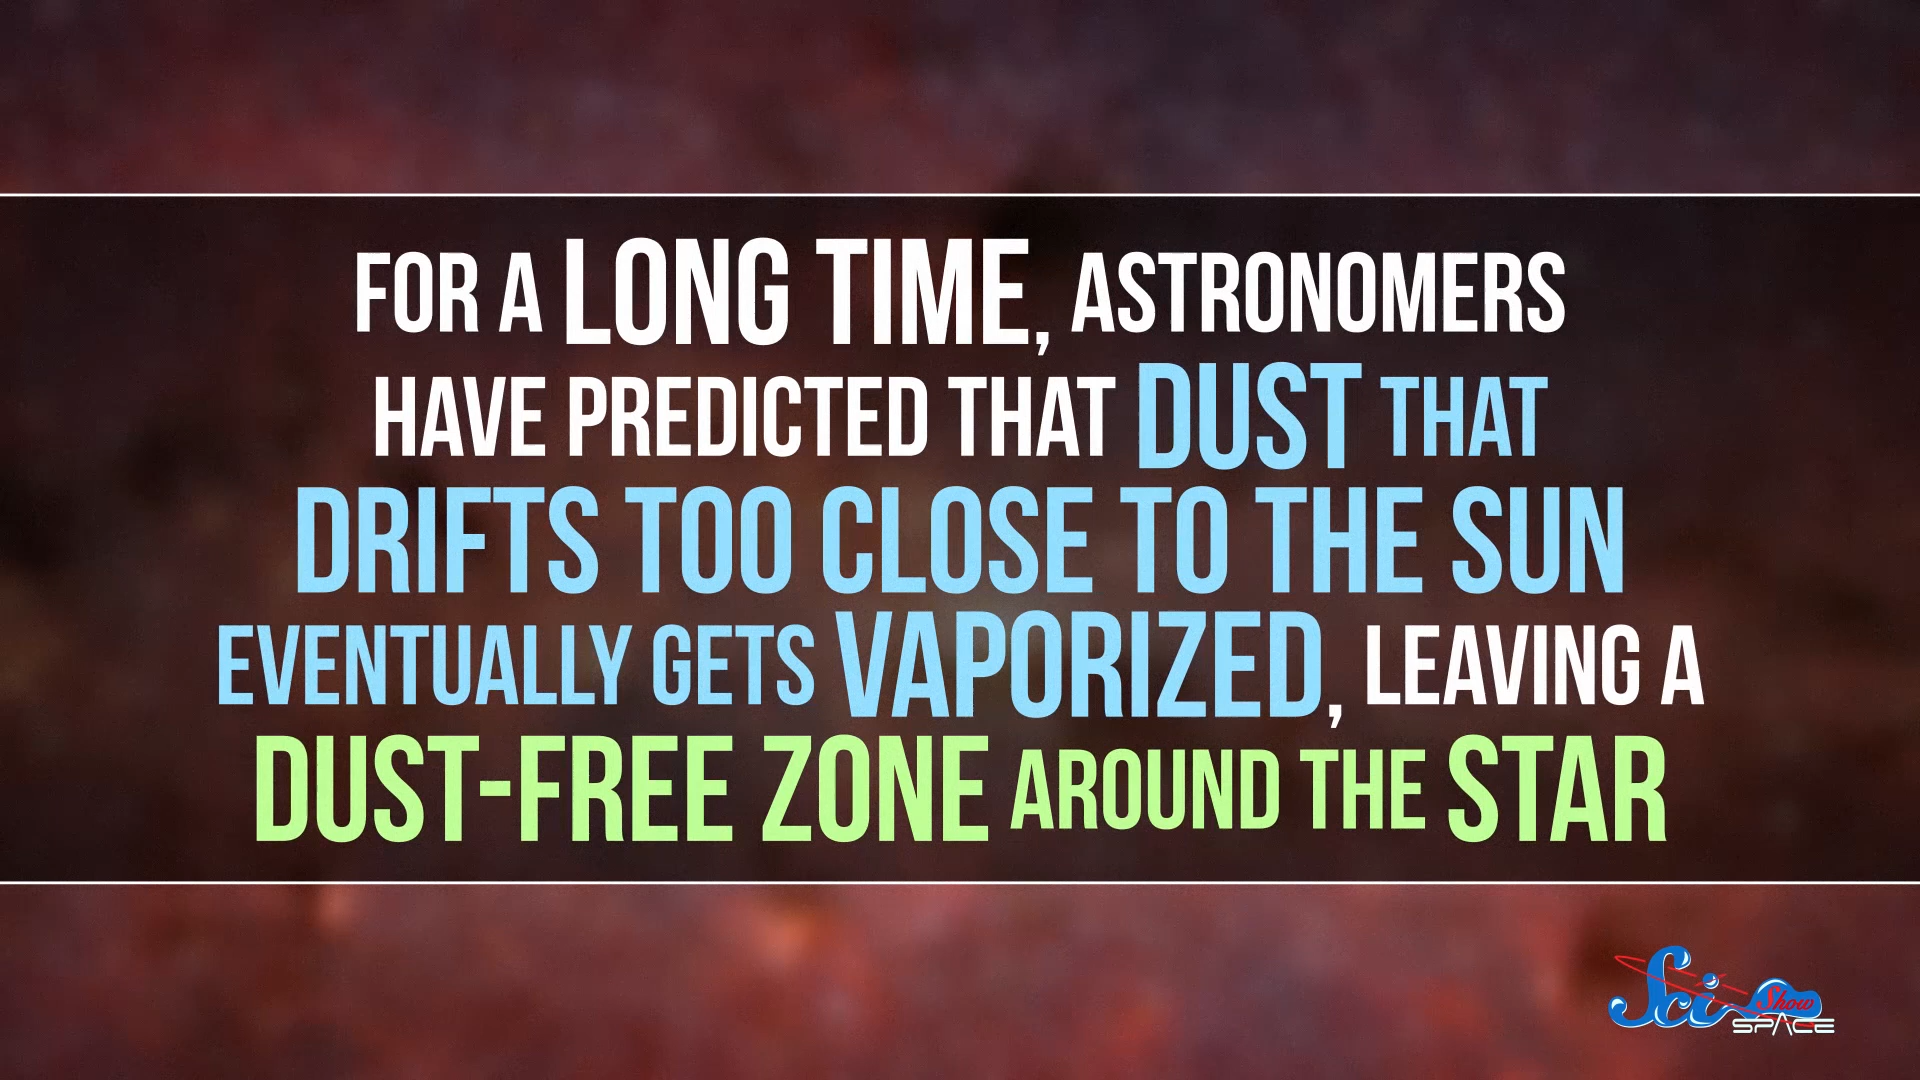 FOR A LONG TIME, ASTRONOMERS
HAVE PREDICTED THAT DUST THAT
DRIFTS TOO CLOSE TO THE SUN
EVENTUALLY GETS VAPORIZED, LEAVING A
DUST-FREE ZONE AROUND THE STAR
Sci Show
SPACE